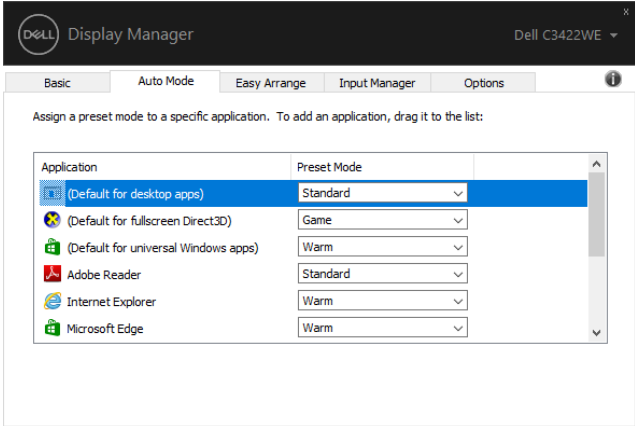 x
DELL Display Manager Dell C3422WE
Basic Auto Mode Easy Arrange Input Manager Options i
Assign a preset mode to a specific application. To add an application, drag it to the list:
Application Preset Mode
(Default for desktop apps) Standard
(Default for fullscreen Direct3D) Game
(Default for universal Windows apps) Warm
Adobe Reader Standard
Internet Explorer Warm
Microsoft Edge Warm